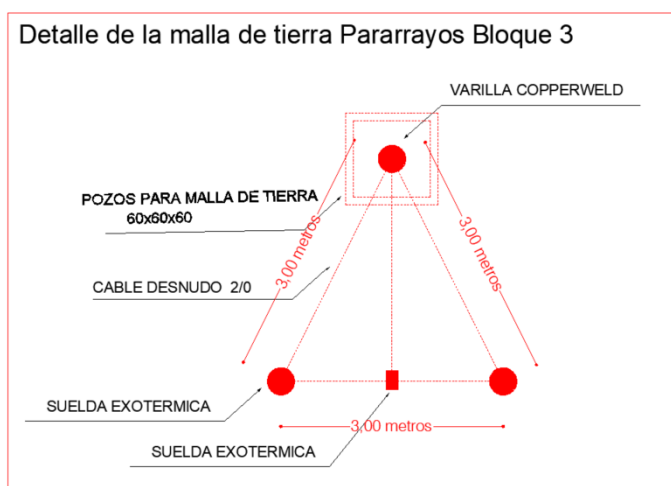 Detalle de la malla de tierra Pararrayos Bloque 3
VARILLA COPPERWELD
POZOS PARA MALLA DE TIERRA
60x60x60
3,00 metros
3,00 metros
CABLE DESNUDO 2/0
SUELDA EXOTERMICA
3,00 metros
SUELDA EXOTERMICA